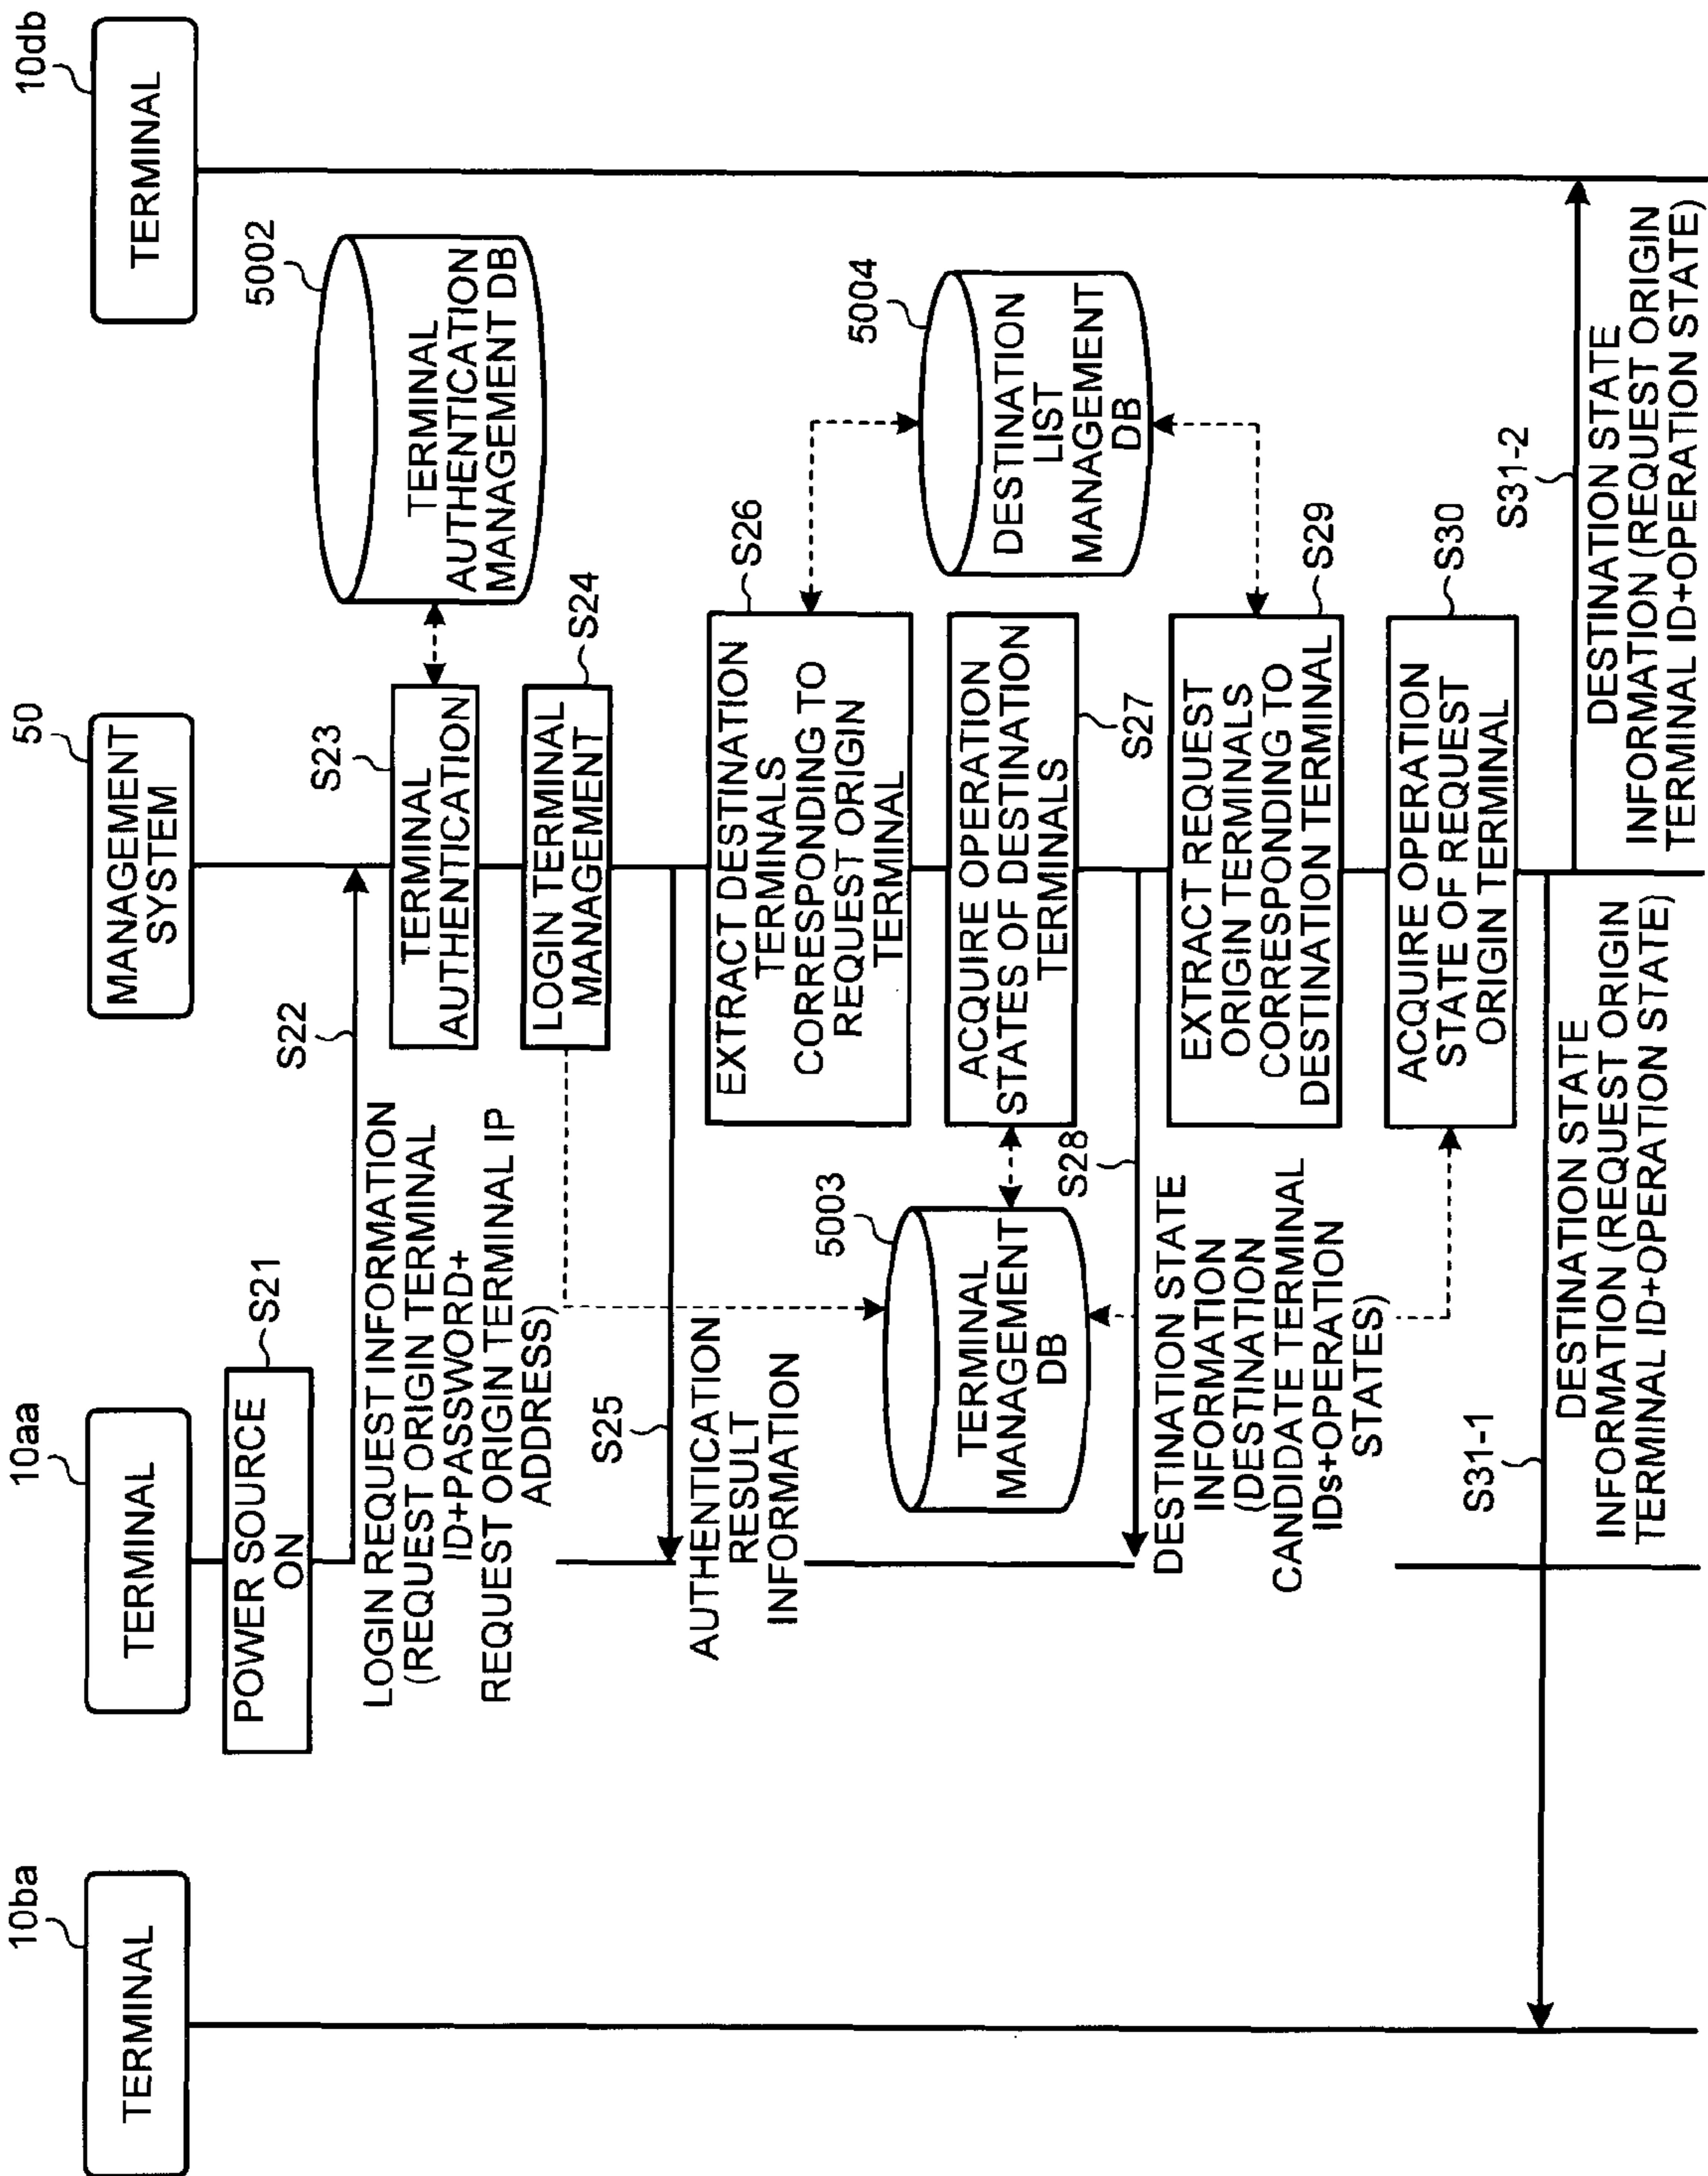 10ba
TERMINAL
10aa
TERMINAL
50
MANAGEMENT
SYSTEM
10db
TERMINAL
POWER SOURCE
ON
S21
S22
LOGIN REQUEST INFORMATION
(REQUEST ORIGIN TERMINAL
ID+PASSWORD+
REQUEST ORIGIN TERMINAL IP
ADDRESS)
S23
TERMINAL
AUTHENTICATION
5002
TERMINAL
AUTHENTICATION
MANAGEMENT DB
S24
LOGIN TERMINAL
MANAGEMENT
S25
AUTHENTICATION
RESULT
INFORMATION
S26
EXTRACT DESTINATION
TERMINALS
CORRESPONDING TO
REQUEST ORIGIN
TERMINAL
5003
TERMINAL
MANAGEMENT
DB
ACQUIRE OPERATION
STATES OF DESTINATION
TERMINALS
S27
5004
DESTINATION
LIST
MANAGEMENT
DB
S28
DESTINATION STATE
INFORMATION
(DESTINATION
CANDIDATE TERMINAL
IDs+OPERATION
STATES)
EXTRACT REQUEST
ORIGIN TERMINALS
CORRESPONDING TO
DESTINATION TERMINAL
S29
ACQUIRE OPERATION
STATE OF REQUEST
ORIGIN TERMINAL
S30
S31-1
DESTINATION STATE
INFORMATION (REQUEST ORIGIN
TERMINAL ID+OPERATION STATE)
S31-2
DESTINATION STATE
INFORMATION (REQUEST ORIGIN
TERMINAL ID+OPERATION STATE)